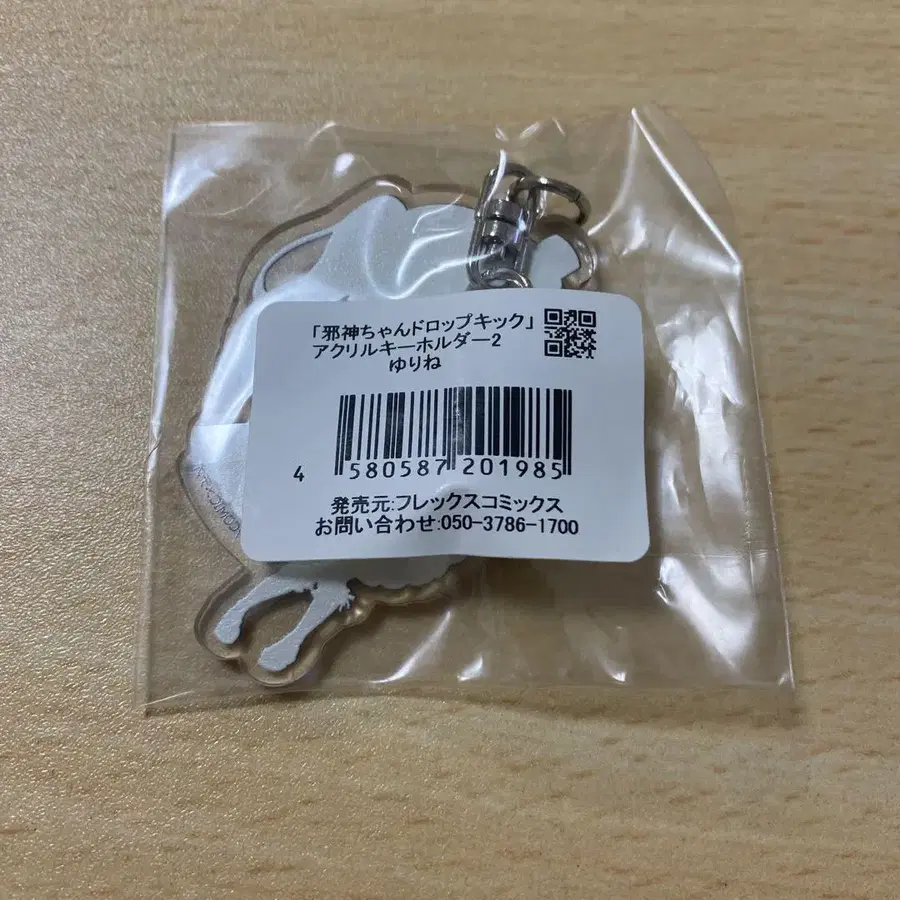 「邪神ちゃんドロップキック」
アクリルキーホルダー2
ゆりね
4 580587 201985
発売元:フレックスコミックス
お問い合わせ:050-3786-1700